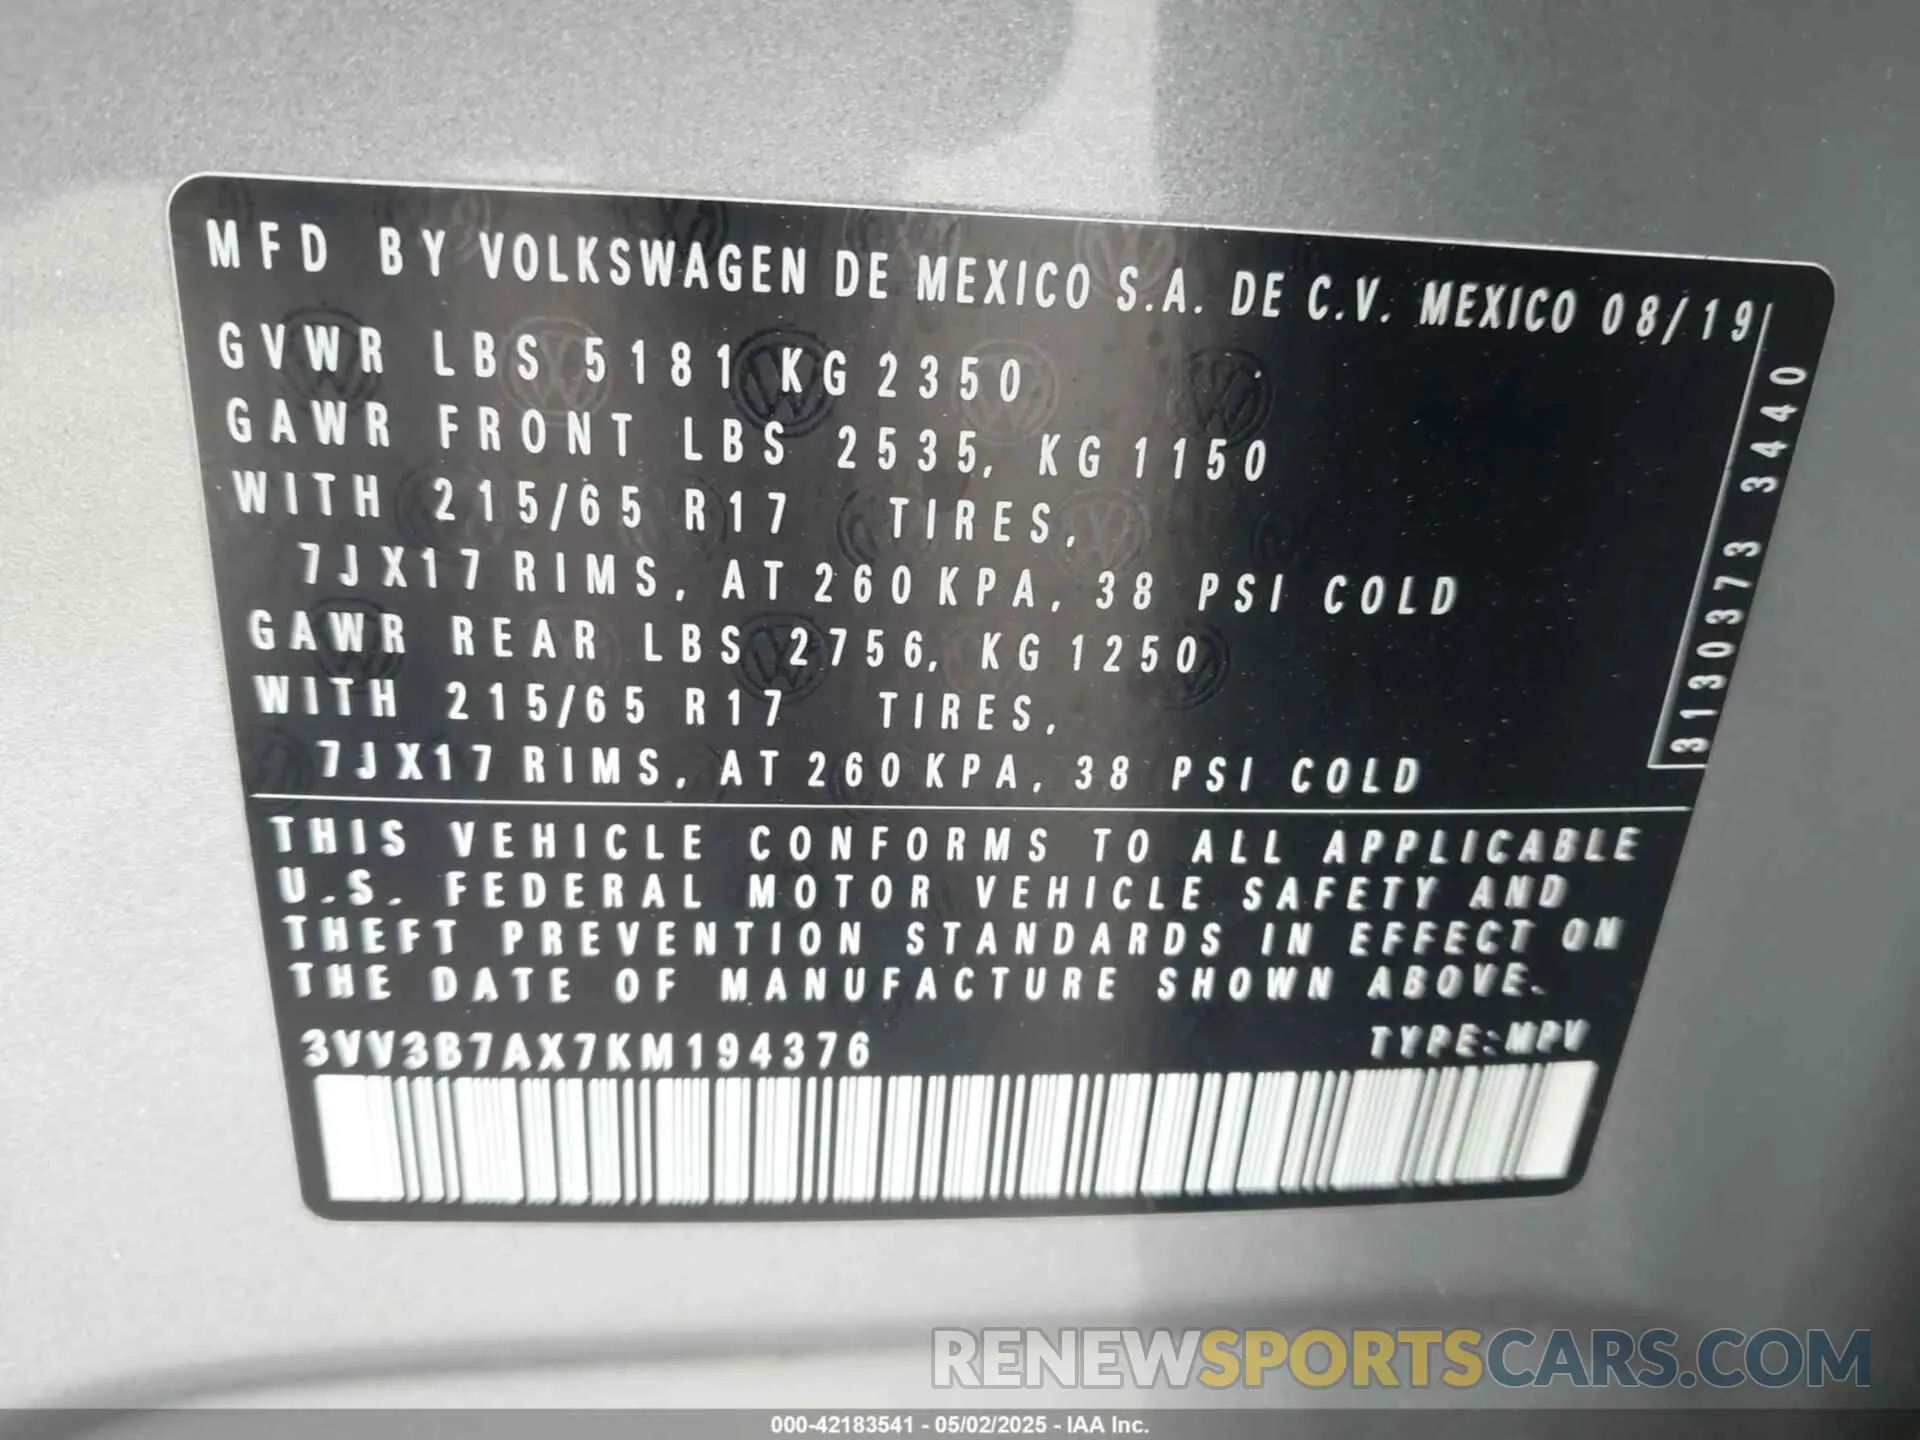 MFD BY VOLKSWAGEN DE MEXICO S.A. DE C.V. MEXICO 08/19
GVWR LBS 5181 KG 2350
GAWR FRONT LBS 2535, KG 1150
WITH 215/65 R17 TIRES,
7JX17 RIMS, AT 260 KPA, 38 PSI COLD
GAWR REAR LBS 2756, KG 1250
WITH 215/65 R17 TIRES,
7JX17 RIMS, AT 260 KPA, 38 PSI COLD
3130373 3440
THIS VEHICLE CONFORMS TO ALL APPLICABLE
U.S. FEDERAL MOTOR VEHICLE SAFETY AND
THEFT PREVENTION STANDARDS IN EFFECT ON
THE DATE OF MANUFACTURE SHOWN ABOVE.
3VV3B7AX7KM194376 TYPE:MPV
RENEWSPORTSCARS.COM
000-42183541 - 05/02/2025 - IAA Inc.